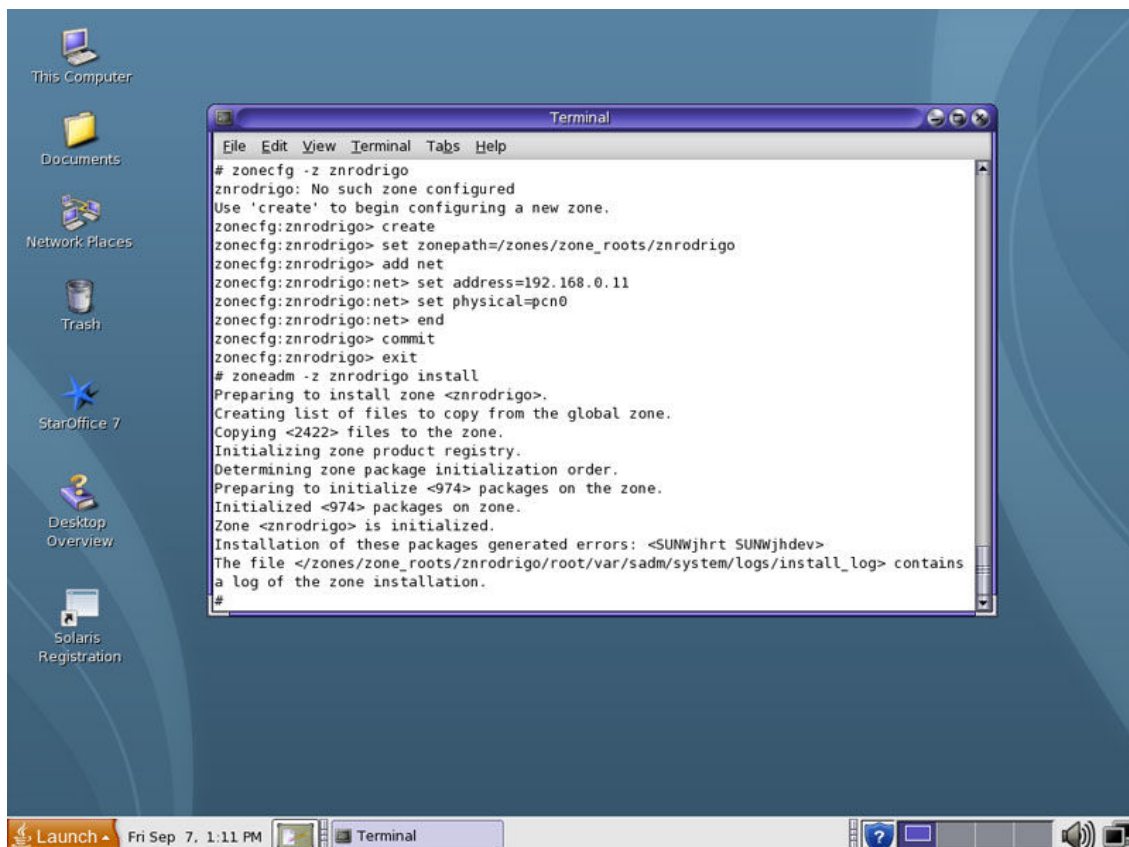 This Computer
Documents
Network Places
Trash
StarOffice 7
Desktop
Overview
Solaris
Registration
Terminal
File Edit View Terminal Tabs Help
# zonecfg -z znrodrigo
znrodrigo: No such zone configured
Use 'create' to begin configuring a new zone.
zonecfg:znrodrigo> create
zonecfg:znrodrigo> set zonepath=/zones/zone_roots/znrodrigo
zonecfg:znrodrigo> add net
zonecfg:znrodrigo:net> set address=192.168.0.11
zonecfg:znrodrigo:net> set physical=pcn0
zonecfg:znrodrigo:net> end
zonecfg:znrodrigo> commit
zonecfg:znrodrigo> exit
# zoneadm -z znrodrigo install
Preparing to install zone <znrodrigo>.
Creating list of files to copy from the global zone.
Copying <2422> files to the zone.
Initializing zone product registry.
Determining zone package initialization order.
Preparing to initialize <974> packages on the zone.
Initialized <974> packages on zone.
Zone <znrodrigo> is initialized.
Installation of these packages generated errors: <SUNWjhrt SUNWjhdev>
The file </zones/zone_roots/znrodrigo/root/var/sadm/system/logs/install_log> contains
a log of the zone installation.
#
Launch Fri Sep 7, 1:11 PM Terminal ?